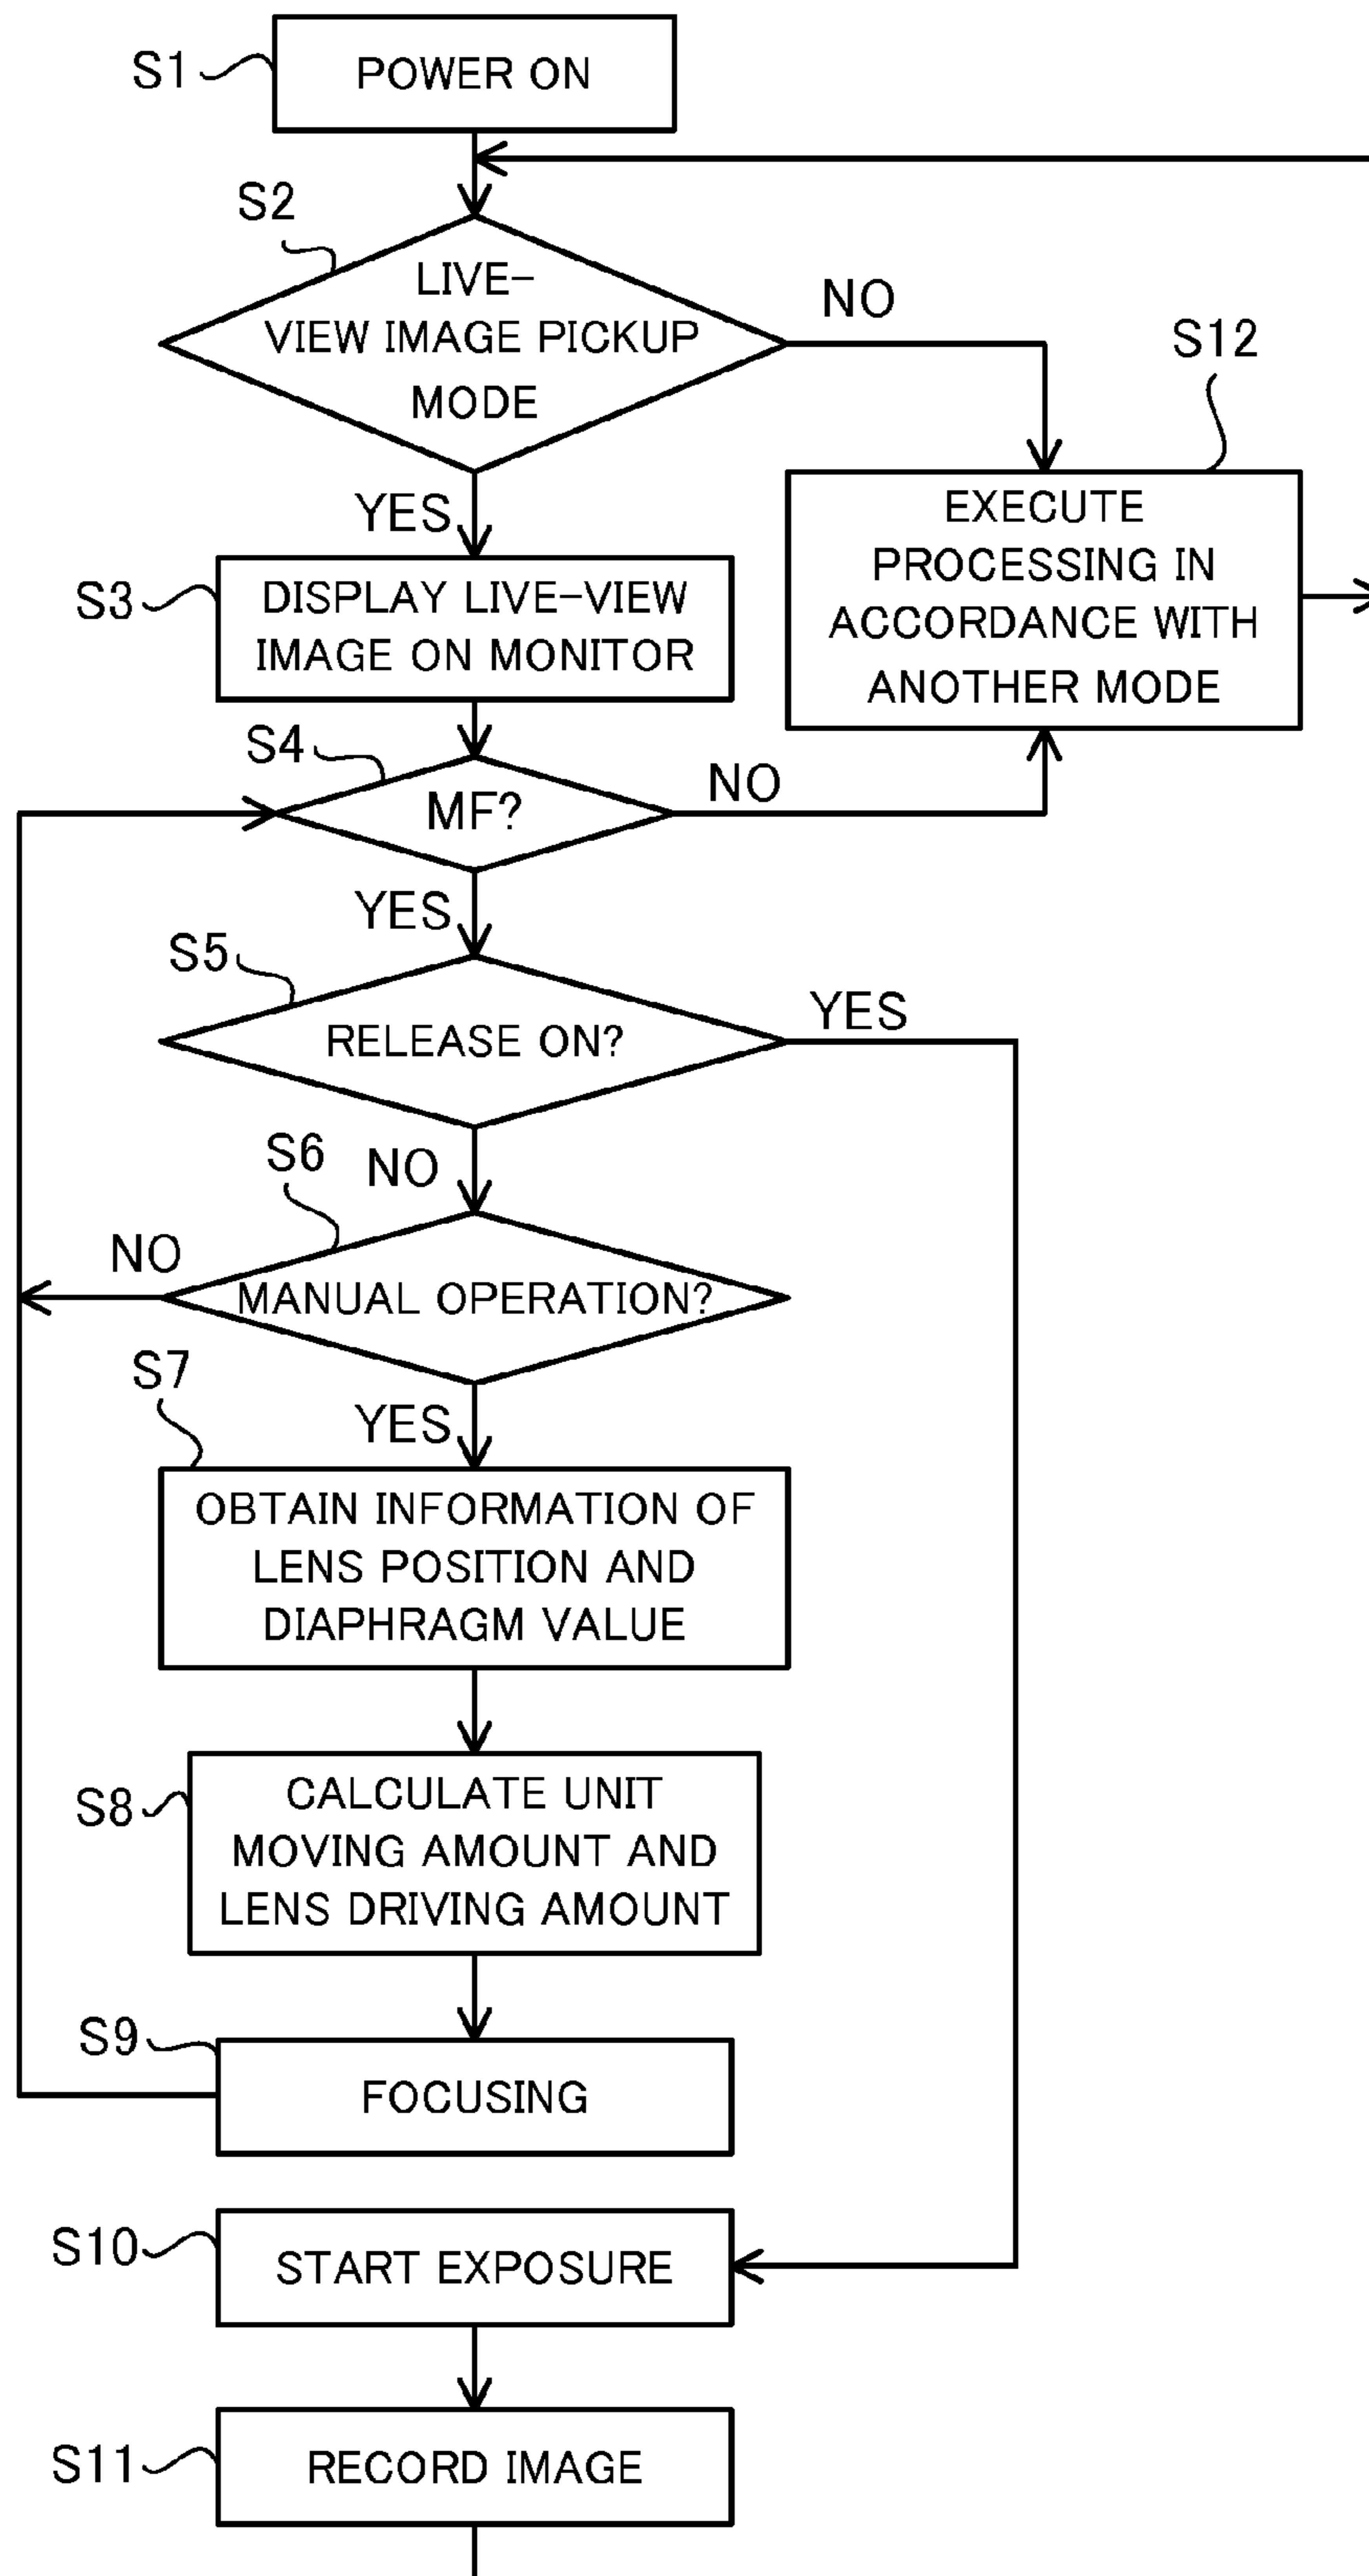 S1
POWER ON
S2
LIVE-
VIEW IMAGE PICKUP
MODE
NO
YES
S12
EXECUTE
PROCESSING IN
ACCORDANCE WITH
ANOTHER MODE
S3
DISPLAY LIVE-VIEW
IMAGE ON MONITOR
S4
MF?
NO
YES
S5
RELEASE ON?
YES
NO
S6
MANUAL OPERATION?
NO
YES
S7
OBTAIN INFORMATION OF
LENS POSITION AND
DIAPHRAGM VALUE
S8
CALCULATE UNIT
MOVING AMOUNT AND
LENS DRIVING AMOUNT
S9
FOCUSING
S10
START EXPOSURE
S11
RECORD IMAGE